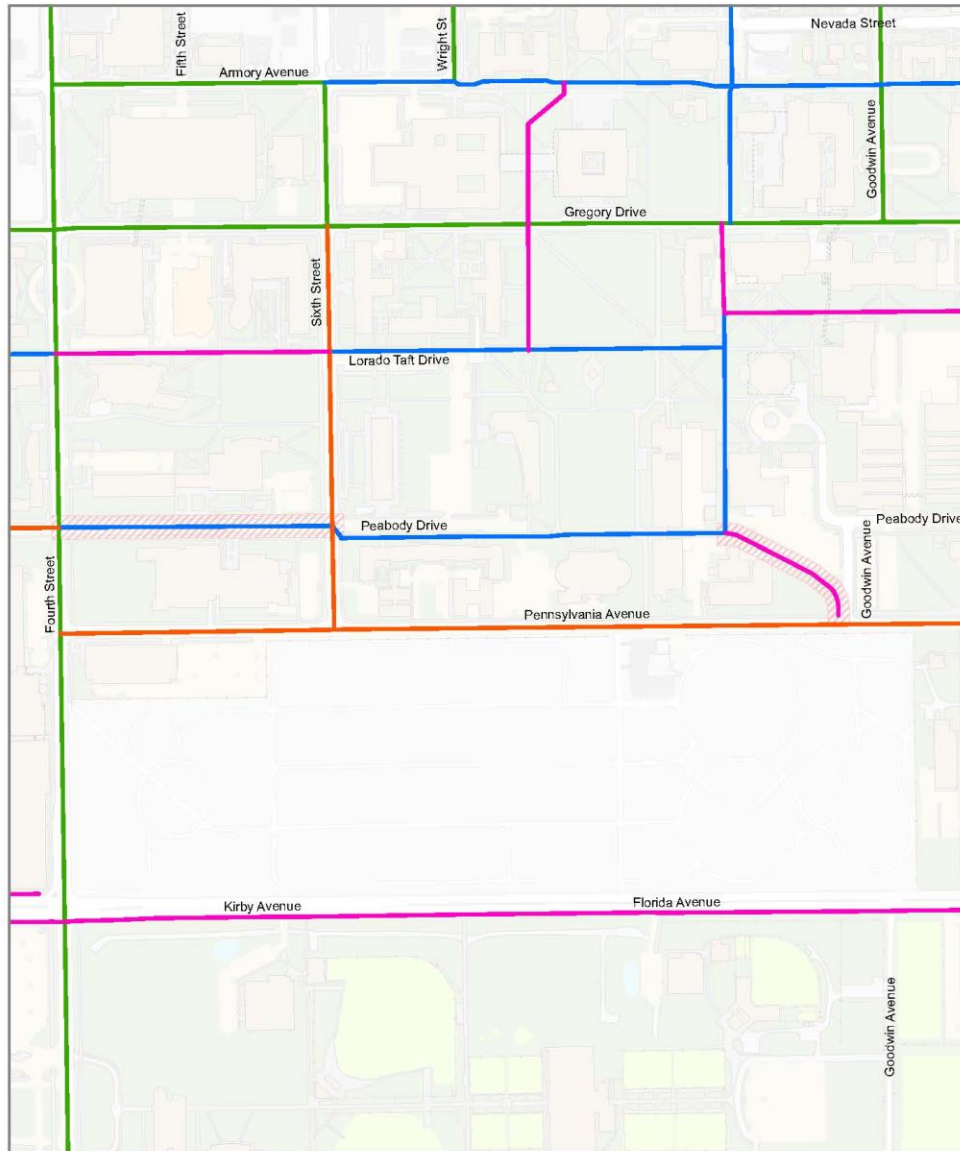 Nevada Street
Fifth Street
Wright St
Armory Avenue
Goodwin Avenue
Gregory Drive
Sixth Street
Lorado Taft Drive
Peabody Drive
Peabody Drive
Goodwin Avenue
Fourth Street
Pennsylvania Avenue
Kirby Avenue
Florida Avenue
Goodwin Avenue